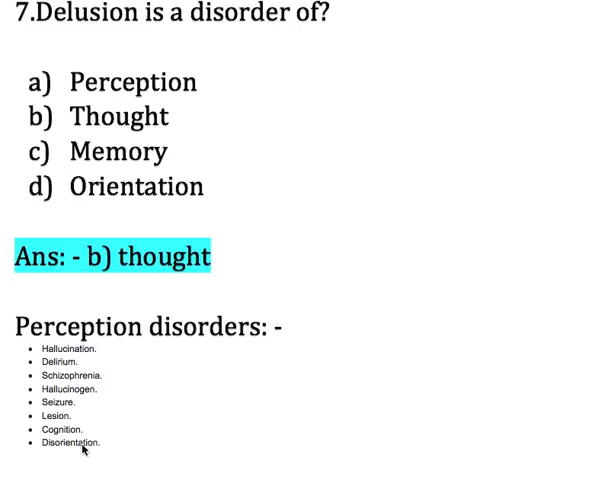 7.Delusion is a disorder of?
a) Perception
b) Thought
c) Memory
d) Orientation
Ans: - b) thought
Perception disorders: -
• Hallucination.
• Delirium.
• Schizophrenia.
• Hallucinogen.
• Seizure.
• Lesion.
• Cognition.
• Disorientation.